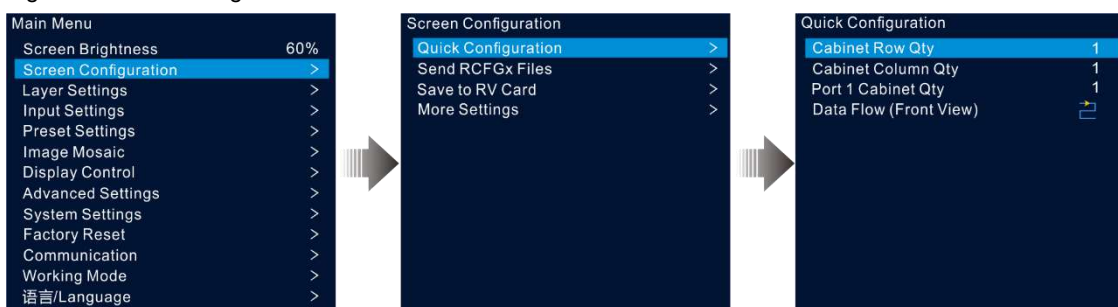 Main Menu
Screen Brightness 60%
Screen Configuration >
Layer Settings >
Input Settings >
Preset Settings >
Image Mosaic >
Display Control >
Advanced Settings >
System Settings >
Factory Reset >
Communication >
Working Mode >
语言/Language >
Screen Configuration
Quick Configuration >
Send RCFGx Files >
Save to RV Card >
More Settings >
Quick Configuration
Cabinet Row Qty 1
Cabinet Column Qty 1
Port 1 Cabinet Qty 1
Data Flow (Front View)